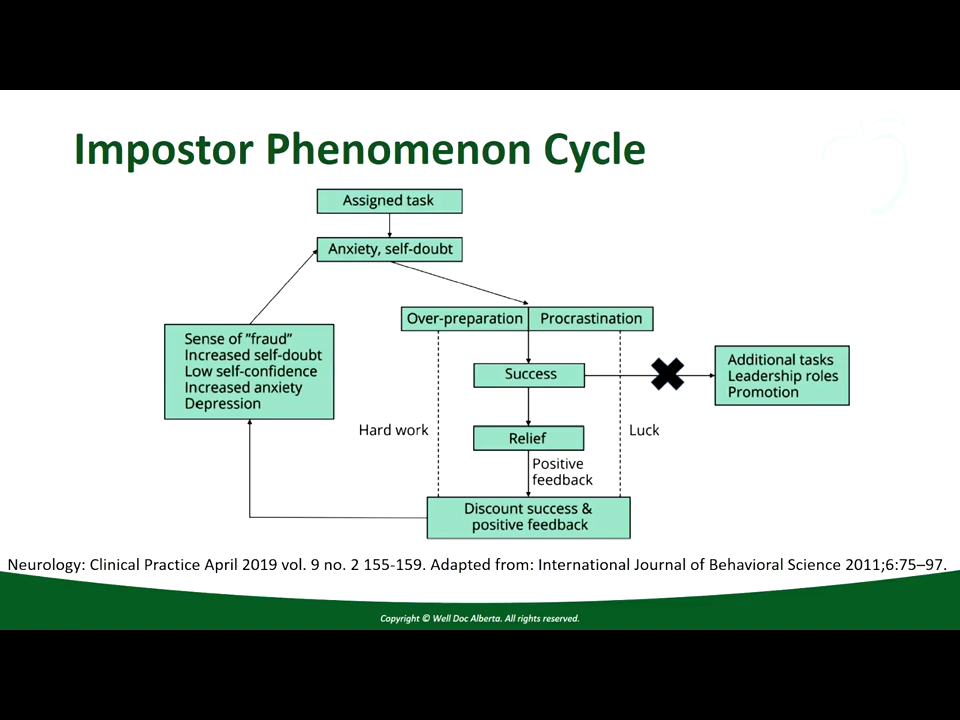 Impostor Phenomenon Cycle
Assigned task
Anxiety, self-doubt
Over-preparation
Procrastination
Sense of ”fraud”
Increased self-doubt
Low self-confidence
Increased anxiety
Depression
Success
Additional tasks
Leadership roles
Promotion
Hard work
Relief
Luck
Positive
feedback
Discount success &
positive feedback
Neurology: Clinical Practice April 2019 vol. 9 no. 2 155-159. Adapted from: International Journal of Behavioral Science 2011;6:75–97.
Copyright © Well Doc Alberta. All rights reserved.